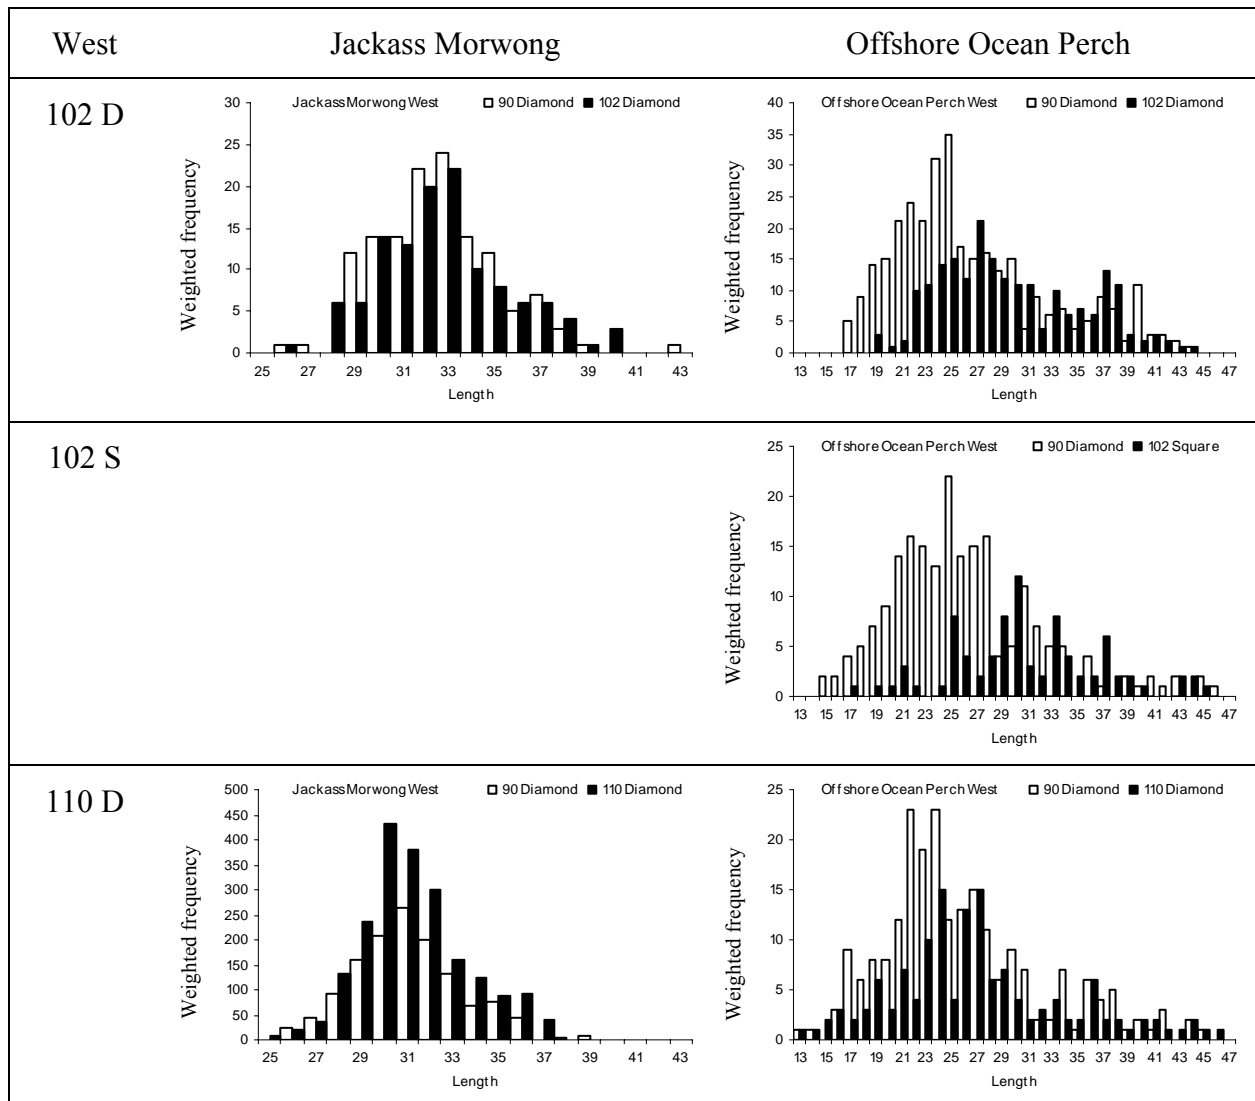 West Jackass Morwong Offshore Ocean Perch
102 D
Jackass Morwong West 90 Diamond 102 Diamond
Weighted frequency
30
25
20
15
10
5
0
25 27 29 31 33 35 37 39 41 43
Length
Offshore Ocean Perch West 90 Diamond 102 Diamond
Weighted frequency
40
35
30
25
20
15
10
5
0
13 15 17 19 21 23 25 27 29 31 33 35 37 39 41 43 45 47
Length
102 S
Offshore Ocean Perch West 90 Diamond 102 Square
Weighted frequency
25
20
15
10
5
0
13 15 17 19 21 23 25 27 29 31 33 35 37 39 41 43 45 47
Length
110 D
Jackass Morwong West 90 Diamond 110 Diamond
Weighted frequency
500
450
400
350
300
250
200
150
100
50
0
25 27 29 31 33 35 37 39 41 43
Length
Offshore Ocean Perch West 90 Diamond 110 Diamond
Weighted frequency
25
20
15
10
5
0
13 15 17 19 21 23 25 27 29 31 33 35 37 39 41 43 45 47
Length